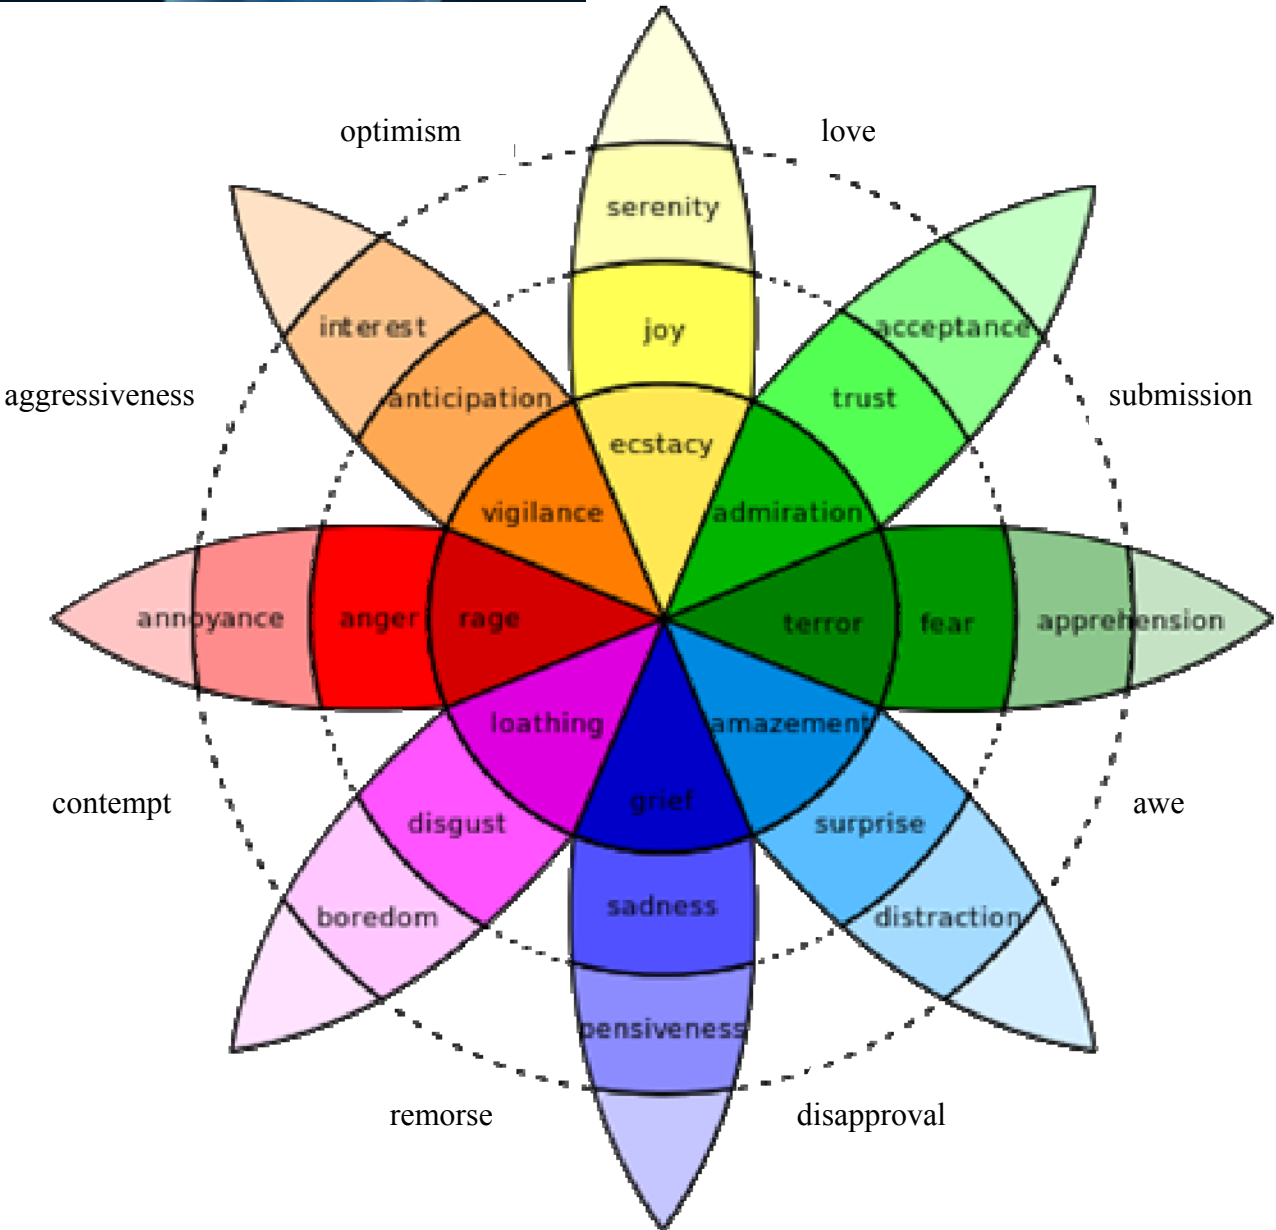 optimism
love
serenity
interest
joy
acceptance
aggressiveness
anticipation
trust
submission
ecstacy
vigilance
admiration
annoyance
anger
rage
terror
fear
apprehension
loathing
amazement
contempt
grief
awe
disgust
surprise
sadness
boredom
distraction
pensiveness
remorse
disapproval